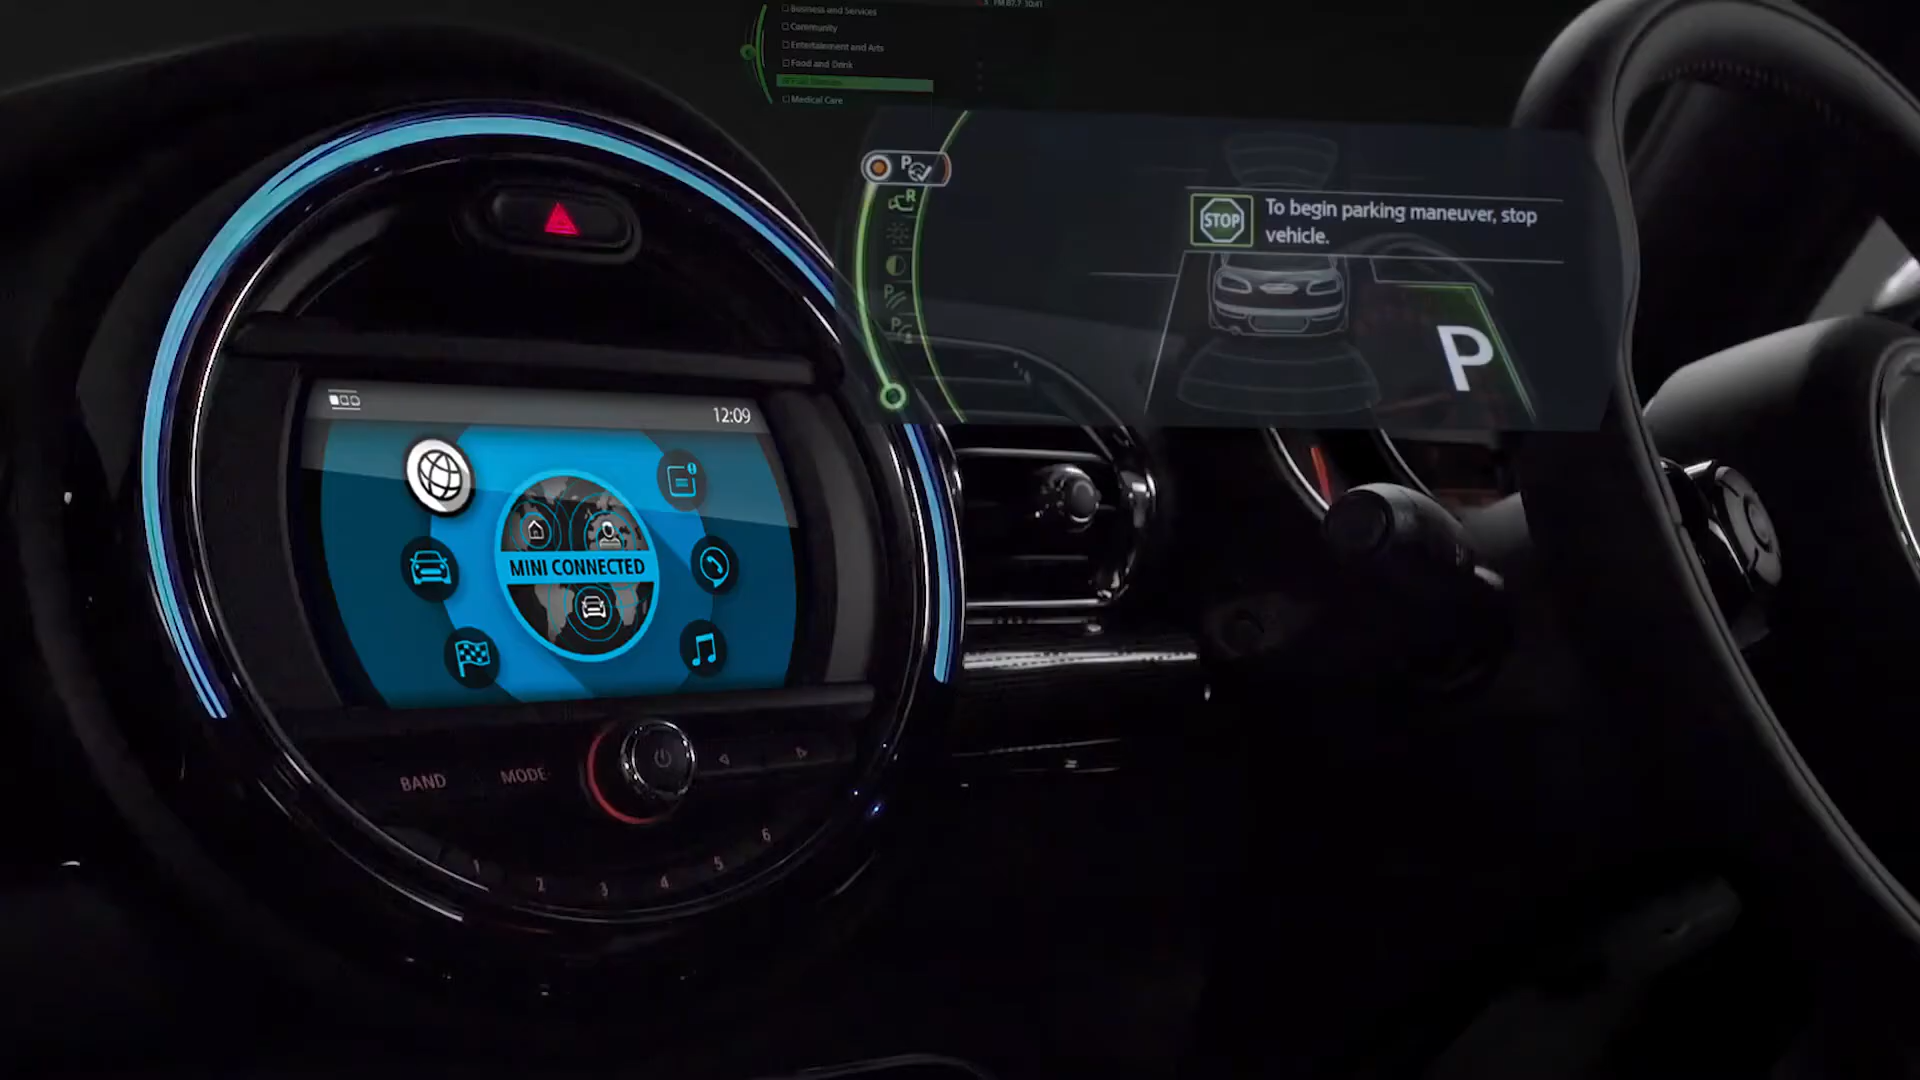 Business and Services
Community
Entertainment and Arts
Food and Drink
Medical Care
P
R
STOP
To begin parking maneuver, stop
vehicle.
P
P
P
12:09
MINI CONNECTED
BAND
MODE
1
2
3
4
5
6